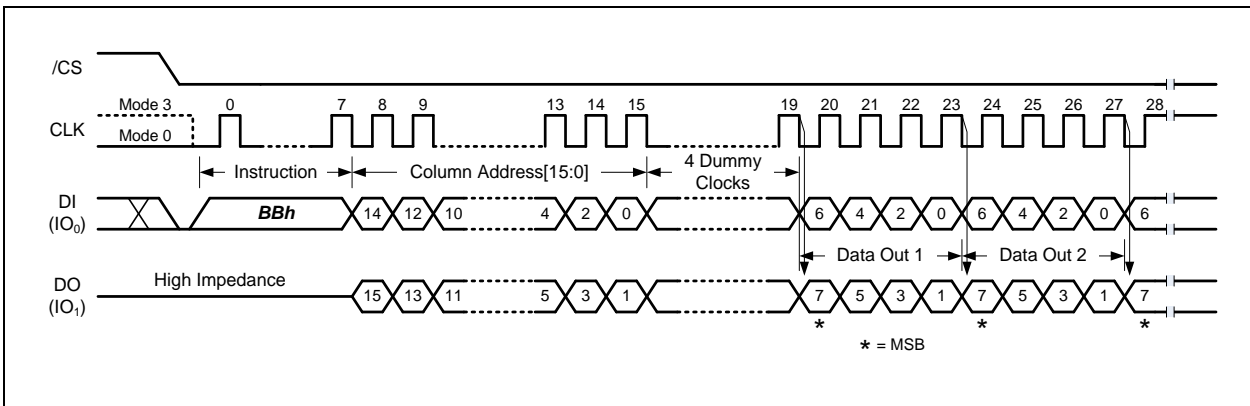 /CS
Mode 3 0 7 8 9 13 14 15 19 20 21 22 23 24 25 26 27 28
CLK
Mode 0
Instruction Column Address[15:0] 4 Dummy Clocks
DI (IO0) BBh 14 12 10 4 2 0 6 4 2 0 6 4 2 0 6
Data Out 1 Data Out 2
DO (IO1) High Impedance 15 13 11 5 3 1 7 5 3 1 7 5 3 1 7
* * *
* = MSB